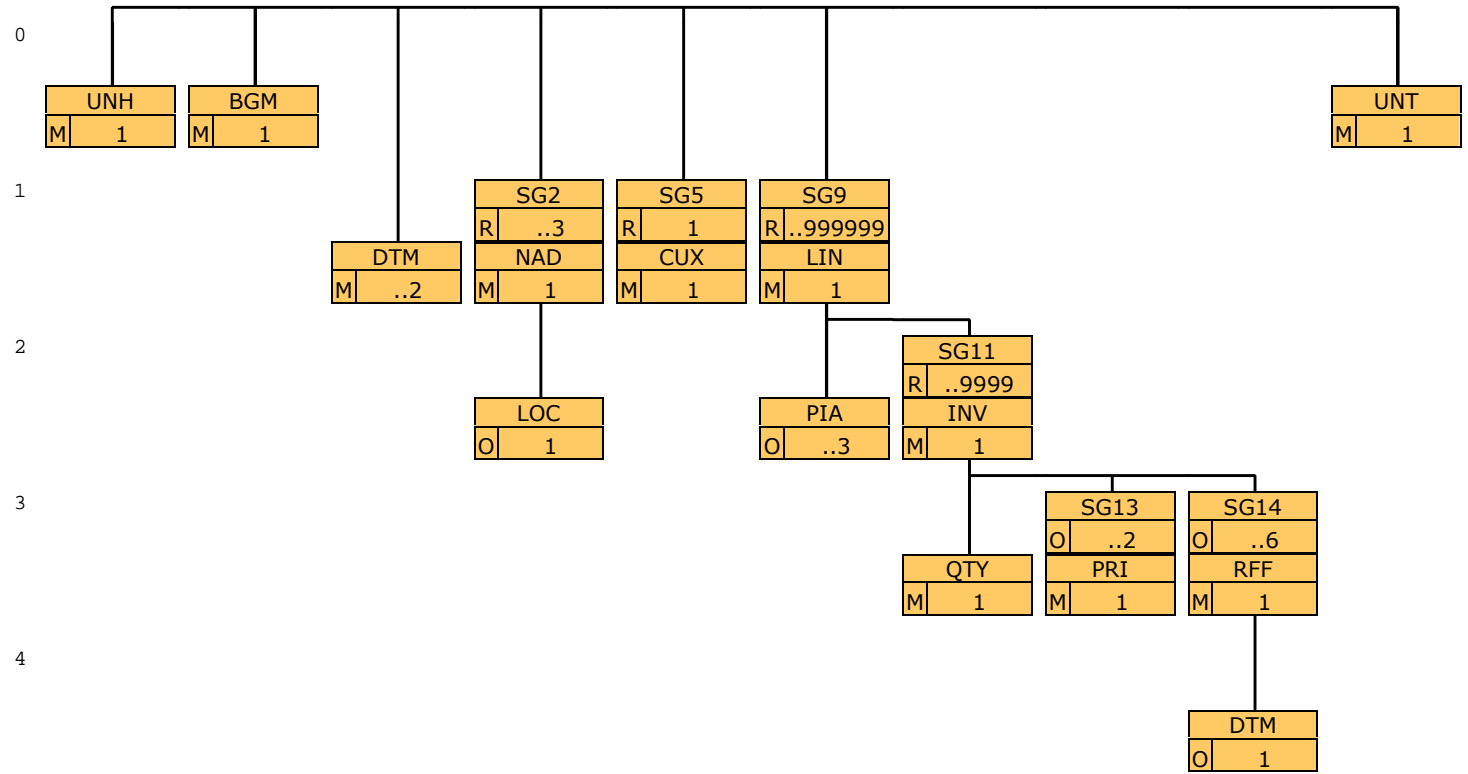 0
UNH
M 1
BGM
M 1
UNT
M 1
1
SG2
R ..3
NAD
M 1
SG5
R 1
CUX
M 1
SG9
R ..999999
LIN
M 1
DTM
M ..2
2
SG11
R ..9999
INV
M 1
LOC
O 1
PIA
O ..3
3
SG13
O ..2
PRI
M 1
SG14
O ..6
RFF
M 1
QTY
M 1
4
DTM
O 1